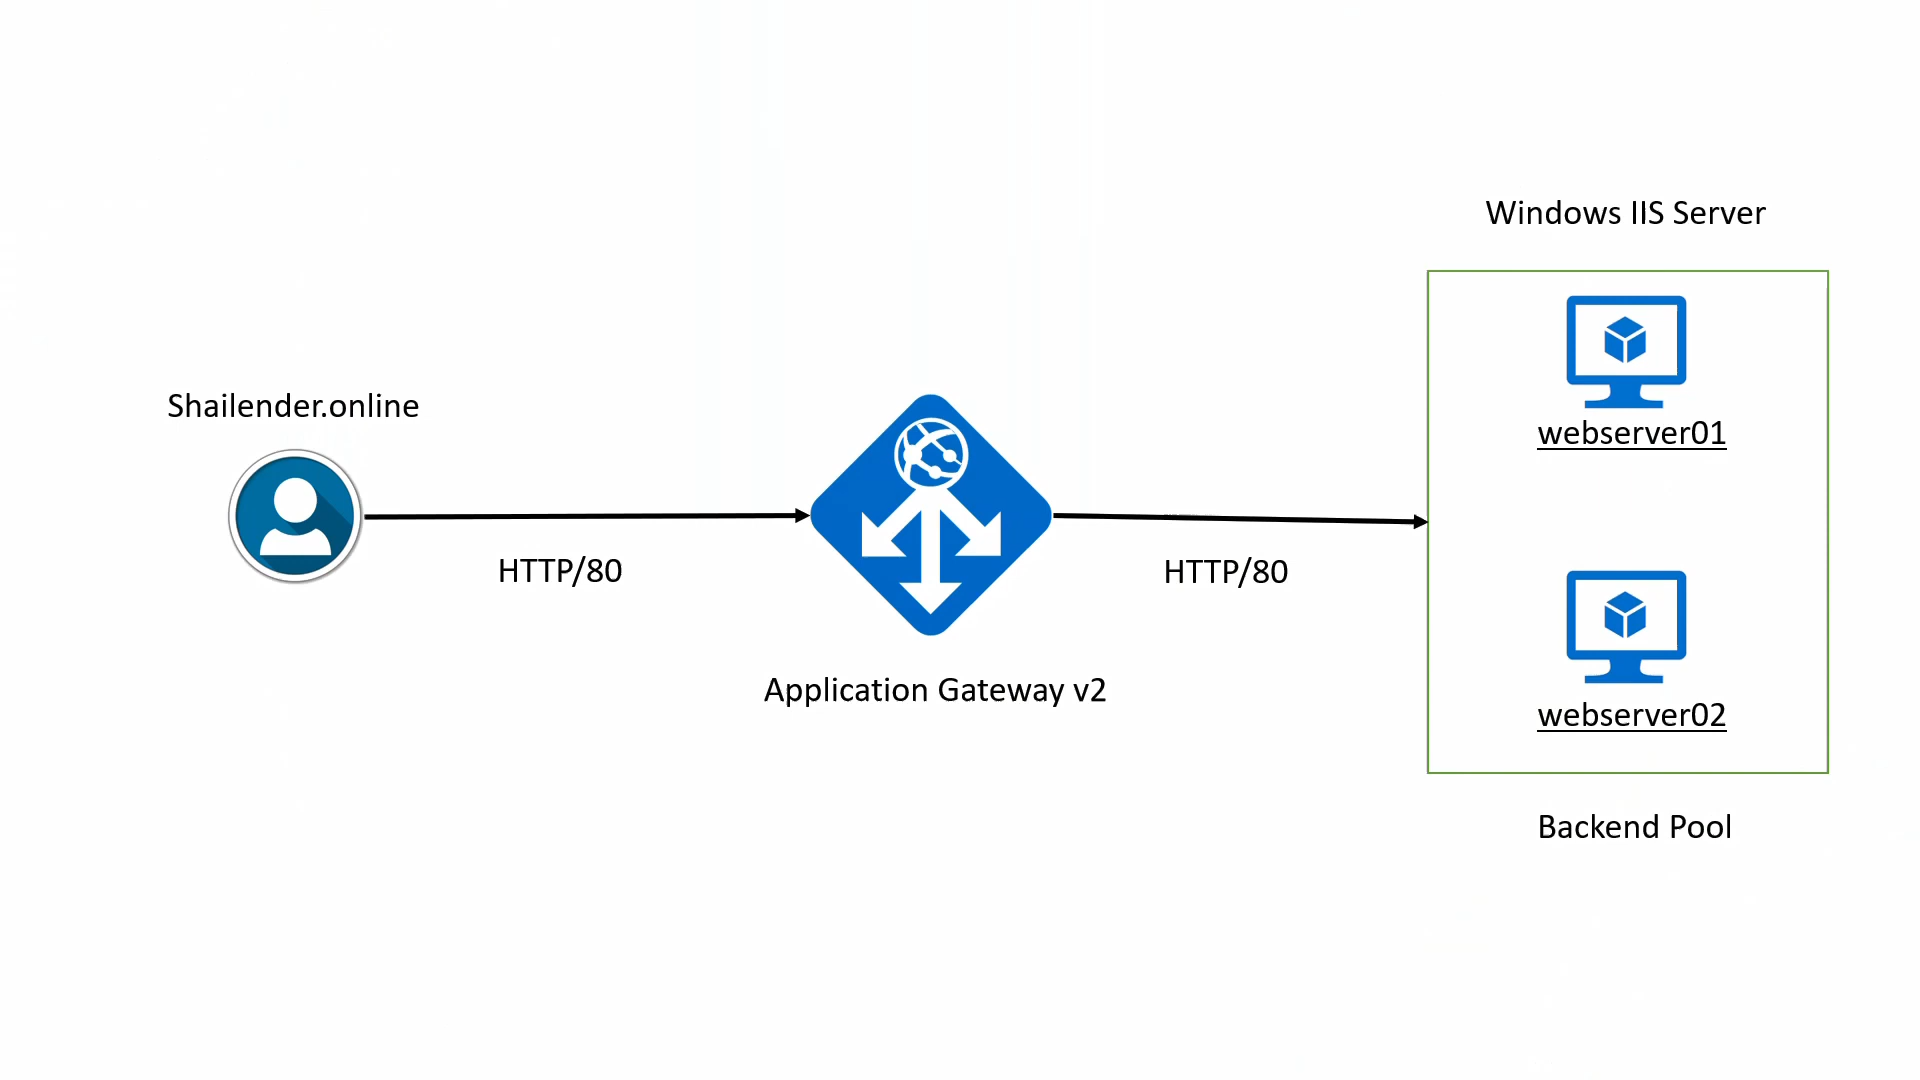 Windows IIS Server
Shailender.online
webserver01
HTTP/80
HTTP/80
Application Gateway v2
webserver02
Backend Pool